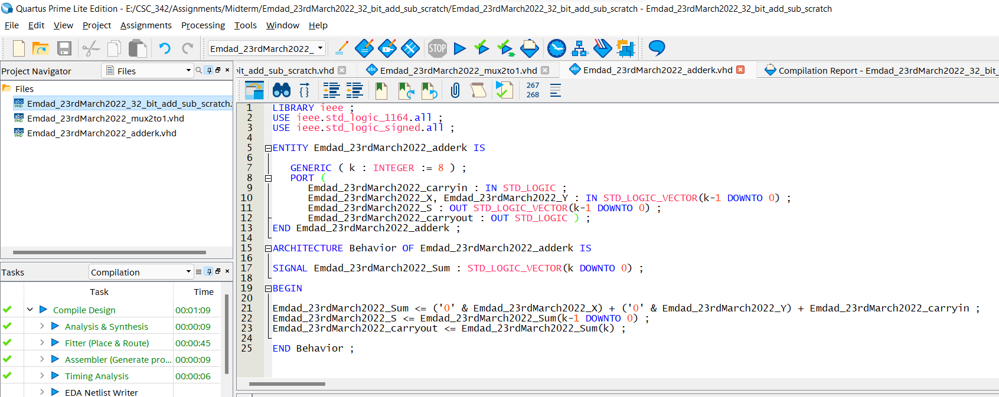 Quartus Prime Lite Edition - E:/CSC_342/Assignments/Midterm/Emdad_23rdMarch2022_32_bit_add_sub_scratch/Emdad_23rdMarch2022_32_bit_add_sub_scratch - Emdad_23rdMarch2022_32_bit_add_sub_scratch
File Edit View Project Assignments Processing Tools Window Help
Emdad_23rdMarch2022_ STOP
Project Navigator Files
Files
Emdad_23rdMarch2022_32_bit_add_sub_scratch.
Emdad_23rdMarch2022_mux2to1.vhd
Emdad_23rdMarch2022_adderk.vhd
Tasks Compilation
Task Time
Compile Design 00:01:09
Analysis & Synthesis 00:00:09
Fitter (Place & Route) 00:00:45
Assembler (Generate pro... 00:00:09
Timing Analysis 00:00:06
EDA Netlist Writer
it_add_sub_scratch.vhd Emdad_23rdMarch2022_mux2to1.vhd Emdad_23rdMarch2022_adderk.vhd Compilation Report - Emdad_23rdMarch2022_32_bit_
267
268
1 LIBRARY ieee ;
2 USE ieee.std_logic_1164.all ;
3 USE ieee.std_logic_signed.all ;
4
5 ENTITY Emdad_23rdMarch2022_adderk IS
6
7 GENERIC ( k : INTEGER := 8 ) ;
8 PORT (
9 Emdad_23rdMarch2022_carryin : IN STD_LOGIC ;
10 Emdad_23rdMarch2022_X, Emdad_23rdMarch2022_Y : IN STD_LOGIC_VECTOR(k-1 DOWNTO 0) ;
11 Emdad_23rdMarch2022_S : OUT STD_LOGIC_VECTOR(k-1 DOWNTO 0) ;
12 Emdad_23rdMarch2022_carryout : OUT STD_LOGIC ) ;
13 END Emdad_23rdMarch2022_adderk ;
14
15 ARCHITECTURE Behavior OF Emdad_23rdMarch2022_adderk IS
16
17 SIGNAL Emdad_23rdMarch2022_Sum : STD_LOGIC_VECTOR(k DOWNTO 0) ;
18
19 BEGIN
20
21 Emdad_23rdMarch2022_Sum <= ('0' & Emdad_23rdMarch2022_X) + ('0' & Emdad_23rdMarch2022_Y) + Emdad_23rdMarch2022_carryin ;
22 Emdad_23rdMarch2022_S <= Emdad_23rdMarch2022_Sum(k-1 DOWNTO 0) ;
23 Emdad_23rdMarch2022_carryout <= Emdad_23rdMarch2022_Sum(k) ;
24
25 END Behavior ;